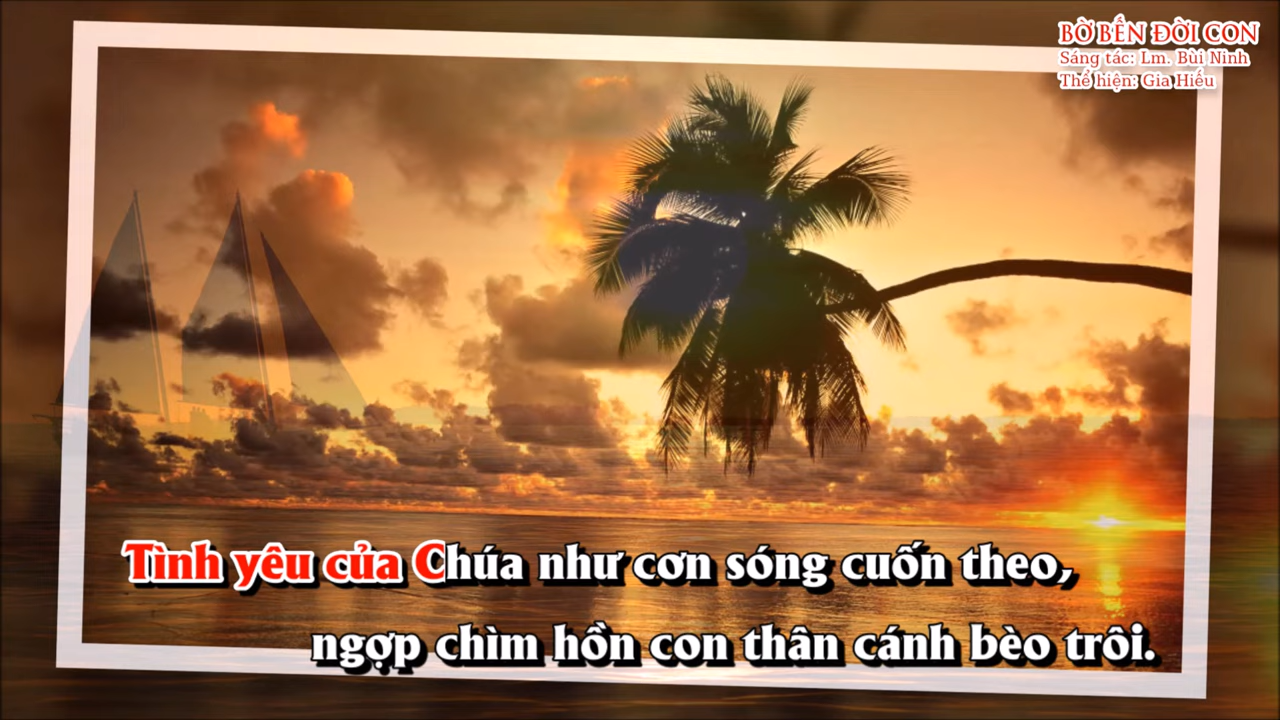 BỜ BẾN ĐỜI CON
Sáng tác: Lm. Bùi Ninh
Thể hiện: Gia Hiếu
Tình yêu của Chúa như cơn sóng cuốn theo,
ngợp chìm hồn con thân cánh bèo trôi.